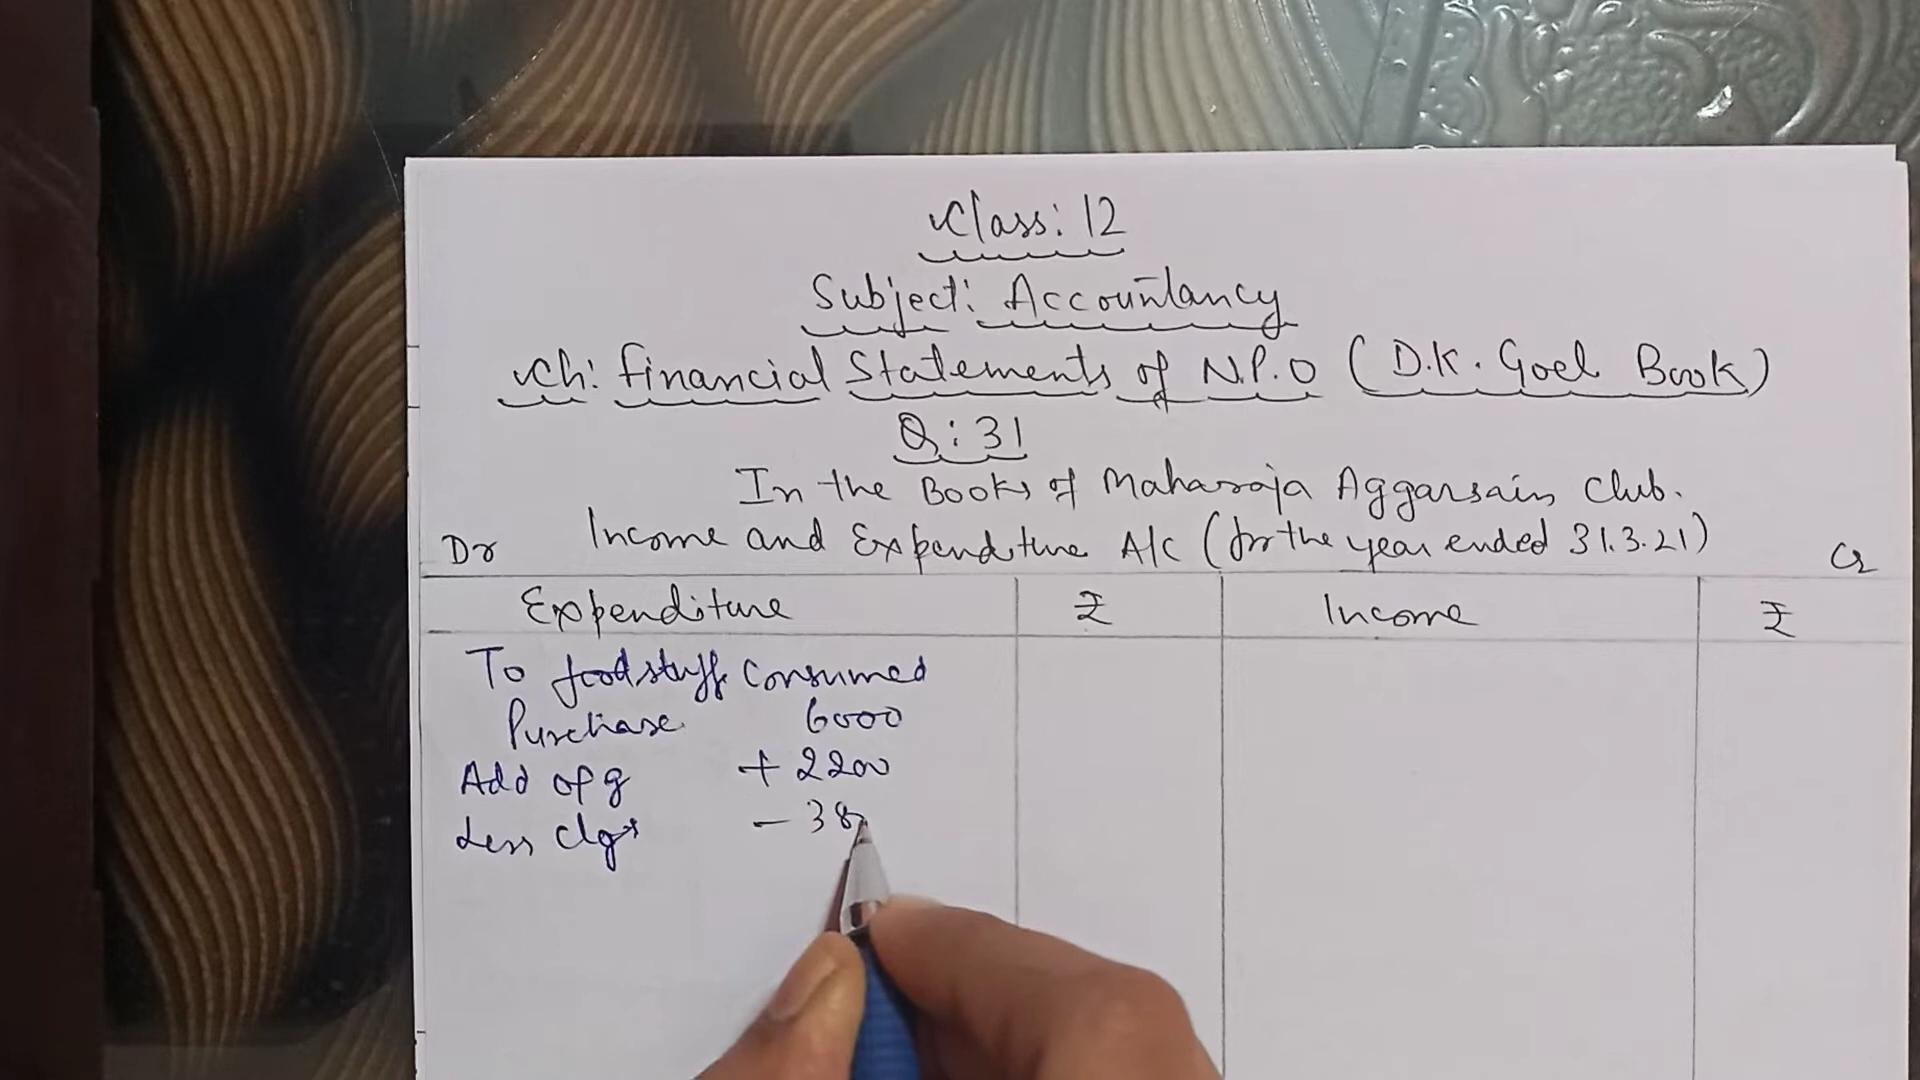 Class: 12
Subject: Accountancy
Ch: Financial Statements of N.P.O (D.K. Goel Book)
Q: 31
In the Books of Maharaja Aggarsain Club.
Dr Income and Expenditure A/c (for the year ended 31.3.21) Cr
Expenditure ₹ Income ₹
To foodstuff Consumed
Purchase 6000
Add opg + 2200
Less clg - 38